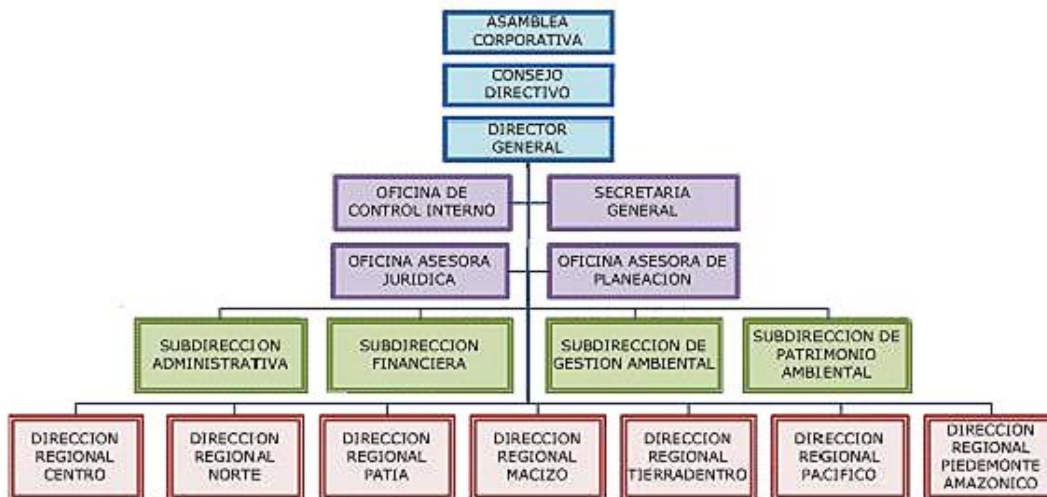 ASAMBLEA
CORPORATIVA
CONSEJO
DIRECTIVO
DIRECTOR
GENERAL
OFICINA DE
CONTROL INTERNO
SECRETARIA
GENERAL
OFICINA ASESORA
JURIDICA
OFICINA ASESORA DE
PLANEACIÓN
SUBDIRECCION
ADMINISTRATIVA
SUBDIRECCION
FINANCIERA
SUBDIRECCION DE
GESTION AMBIENTAL
SUBDIRECCION DE
PATRIMONIO
AMBIENTAL
DIRECCION
REGIONAL
CENTRO
DIRECCION
REGIONAL
NORTE
DIRECCION
REGIONAL
PATIA
DIRECCION
REGIONAL
MACIZO
DIRECCION
REGIONAL
TIERRADENTRO
DIRECCION
REGIONAL
PACIFICO
DIRECCION
REGIONAL
PIEDEMONTE
AMAZONICO